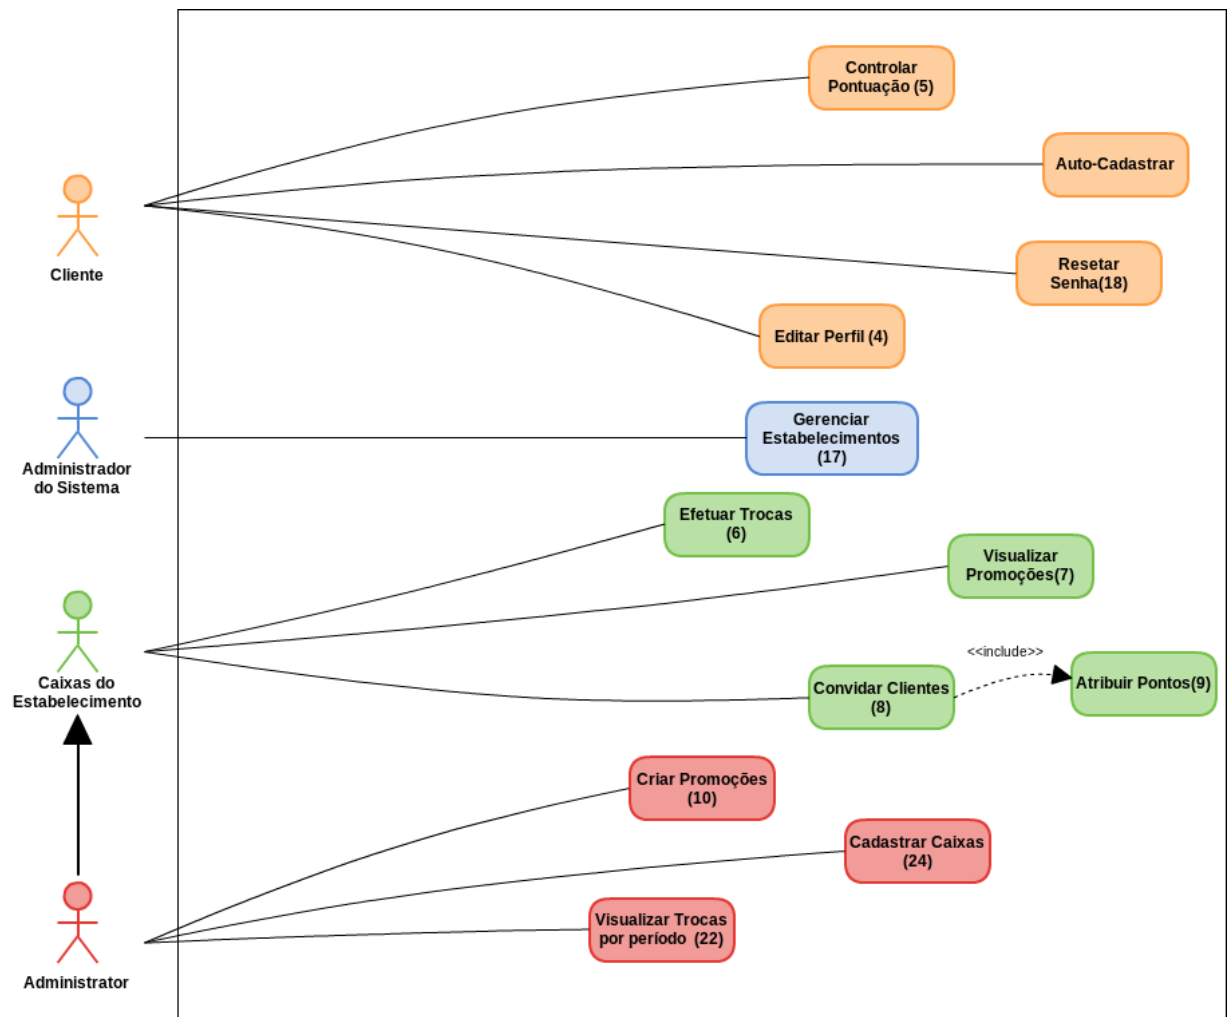 Controlar
Pontuação (5)
Auto-Cadastrar
Cliente
Resetar
Senha(18)
Editar Perfil (4)
Administrador
do Sistema
Gerenciar
Estabelecimentos
(17)
Efetuar Trocas
(6)
Visualizar
Promoções(7)
Caixas do
Estabelecimento
Convidar Clientes
(8)
<<include>>
Atribuir Pontos(9)
Criar Promoções
(10)
Cadastrar Caixas
(24)
Visualizar Trocas
por período (22)
Administrator